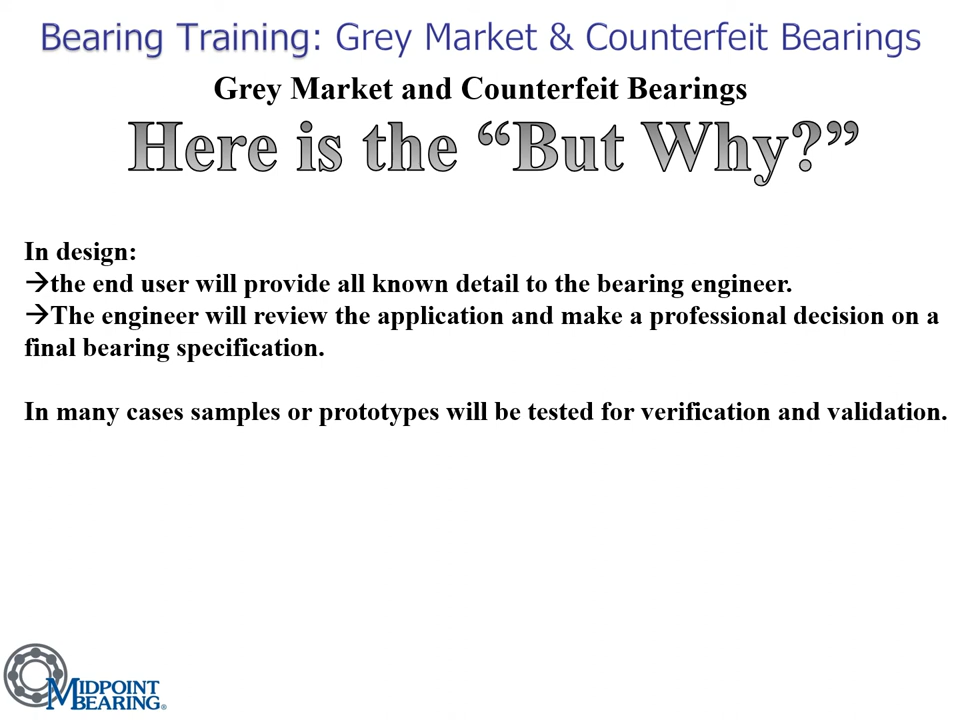 Bearing Training: Grey Market & Counterfeit Bearings
Grey Market and Counterfeit Bearings
Here is the “But Why?”
In design:
→the end user will provide all known detail to the bearing engineer.
→The engineer will review the application and make a professional decision on a
final bearing specification.
In many cases samples or prototypes will be tested for verification and validation.
MIDPOINT
BEARING®